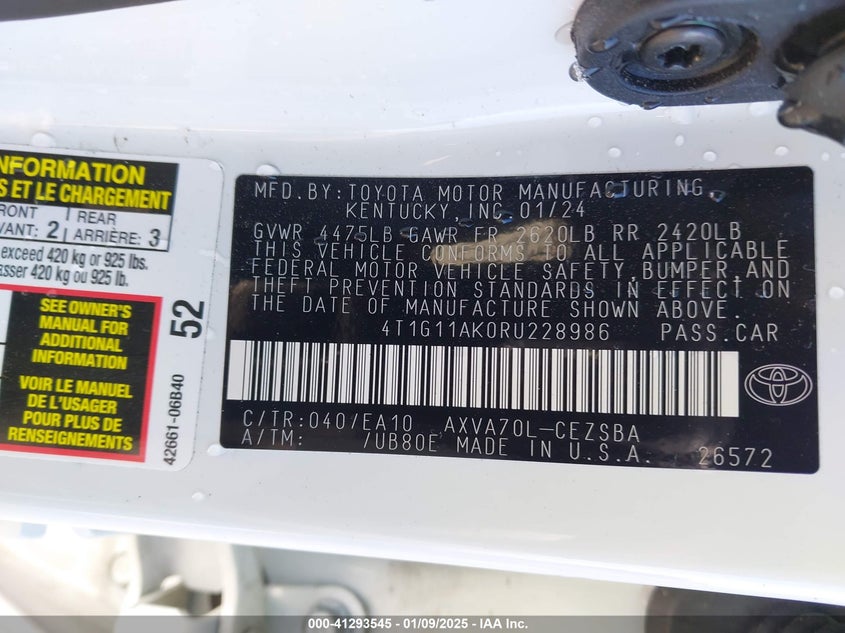 NFORMATION
S ET LE CHARGEMENT
FRONT
VANT: 2
REAR
ARRIÈRE: 3
exceed 420 kg or 925 lbs.
asser 420 kg ou 925 lb.
SEE OWNER'S
MANUAL FOR
ADDITIONAL
INFORMATION
VOIR LE MANUEL
DE L'USAGER
POUR PLUS DE
RENSEIGNEMENTS
52
42661-06B40
MFD.BY:TOYOTA MOTOR MANUFACTURING,
KENTUCKY, INC. 01/24
GVWR 4475LB GAWR FR 2620LB RR 2420LB
THIS VEHICLE CONFORMS TO ALL APPLICABLE
FEDERAL MOTOR VEHICLE SAFETY, BUMPER, AND
THEFT PREVENTION STANDARDS IN EFFECT ON
THE DATE OF MANUFACTURE SHOWN ABOVE.
4T1G11AK0RU228986 PASS.CAR
C/TR:040/EA10 AXVA70L-CEZSBA
A/TM: /UB80E MADE IN U.S.A. 26572
000-41293545 - 01/09/2025 - IAA Inc.